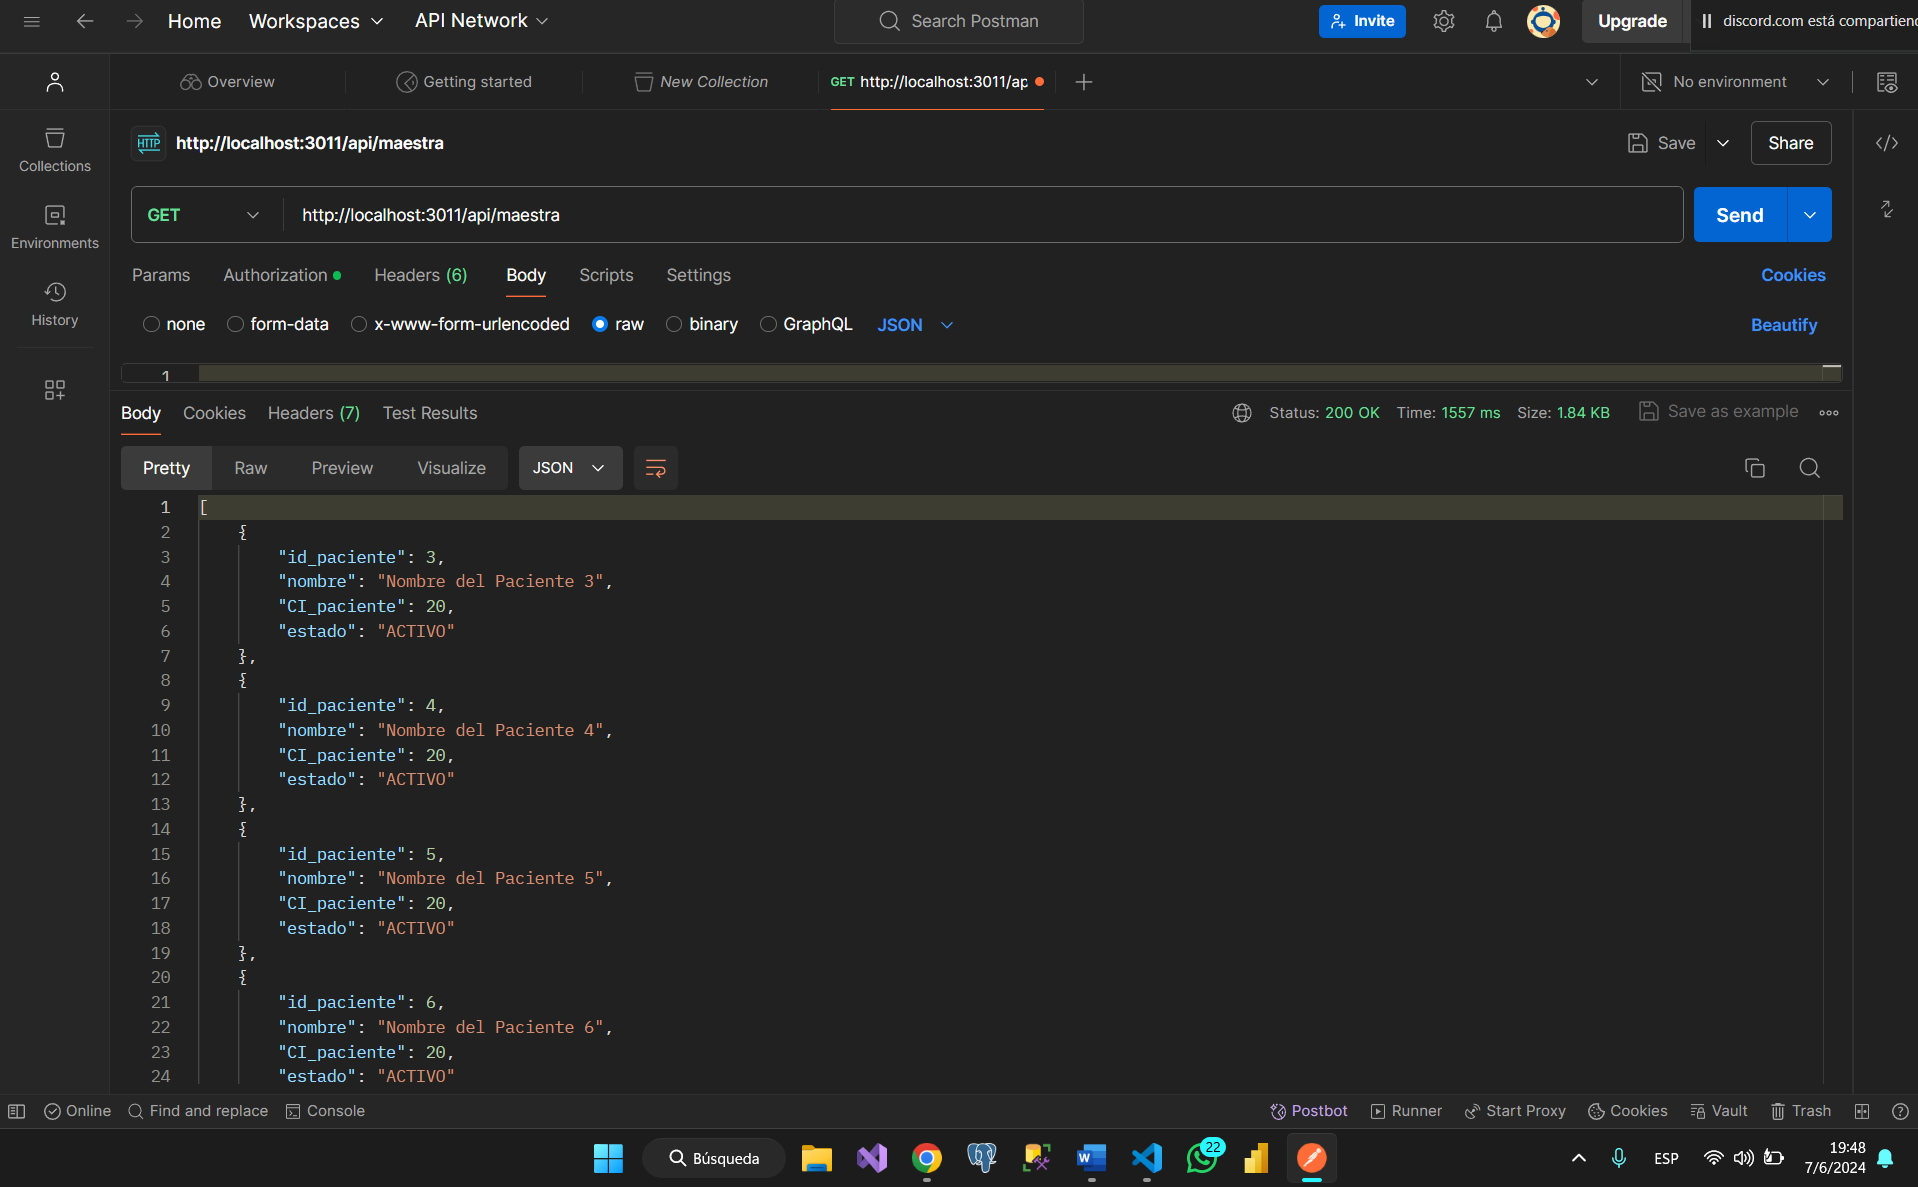 Home Workspaces API Network Search Postman Invite Upgrade discord.com está compartiend
Overview Getting started New Collection GET http://localhost:3011/ap No environment
HTTP http://localhost:3011/api/maestra Save Share
Collections
GET http://localhost:3011/api/maestra Send
Environments
Params Authorization Headers (6) Body Scripts Settings Cookies
History
none form-data x-www-form-urlencoded raw binary GraphQL JSON Beautify
1
Body Cookies Headers (7) Test Results Status: 200 OK Time: 1557 ms Size: 1.84 KB Save as example
Pretty Raw Preview Visualize JSON
1 [
2 {
3 "id_paciente": 3,
4 "nombre": "Nombre del Paciente 3",
5 "CI_paciente": 20,
6 "estado": "ACTIVO"
7 },
8 {
9 "id_paciente": 4,
10 "nombre": "Nombre del Paciente 4",
11 "CI_paciente": 20,
12 "estado": "ACTIVO"
13 },
14 {
15 "id_paciente": 5,
16 "nombre": "Nombre del Paciente 5",
17 "CI_paciente": 20,
18 "estado": "ACTIVO"
19 },
20 {
21 "id_paciente": 6,
22 "nombre": "Nombre del Paciente 6",
23 "CI_paciente": 20,
24 "estado": "ACTIVO"
Online Find and replace Console Postbot Runner Start Proxy Cookies Vault Trash
Búsqueda 22 ESP 19:48
7/6/2024